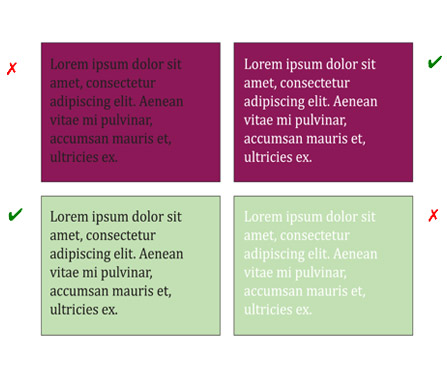 Lorem ipsum dolor sit
amet, consectetur
adipiscing elit. Aenean
vitae mi pulvinar,
accumsan mauris et,
ultricies ex.
Lorem ipsum dolor sit
amet, consectetur
adipiscing elit. Aenean
vitae mi pulvinar,
accumsan mauris et,
ultricies ex.
Lorem ipsum dolor sit
amet, consectetur
adipiscing elit. Aenean
vitae mi pulvinar,
accumsan mauris et,
ultricies ex.
Lorem ipsum dolor sit
amet, consectetur
adipiscing elit. Aenean
vitae mi pulvinar,
accumsan mauris et,
ultricies ex.